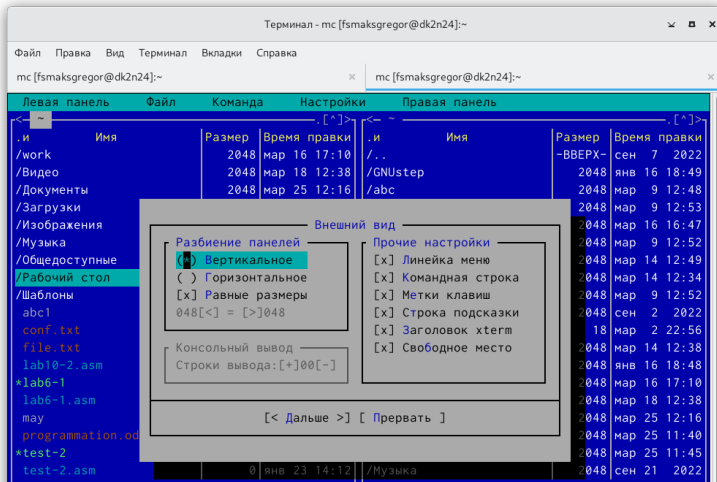 Терминал - mc [fsmaksgregor@dk2n24]:~
Файл Правка Вид Терминал Вкладки Справка
mc [fsmaksgregor@dk2n24]:~ × mc [fsmaksgregor@dk2n24]:~ ×
Левая панель Файл Команда Настройки Правая панель
<— ~ .[^]> <— ~ .[^]>
.и Имя Размер Время правки .и Имя Размер Время правки
/work 2048 мар 16 17:10 /.. -ВВЕРХ- сен 7 2022
/Видео 2048 мар 18 12:38 /GNUstep 2048 янв 16 18:49
/Документы 2048 мар 25 12:16 /abc 2048 мар 9 12:48
/Загрузки 2048 мар 9 12:53
/Изображения Внешний вид 2048 мар 16 16:47
/Музыка Разбиение панелей Прочие настройки 2048 мар 9 12:52
/Общедоступные (*) Вертикальное [x] Линейка меню 2048 мар 14 12:49
/Рабочий стол ( ) Горизонтальное [x] Командная строка 2048 мар 14 12:34
/Шаблоны [x] Равные размеры [x] Метки клавиш 2048 мар 9 12:52
abc1 048[<] = [>]048 [x] Строка подсказки 2048 сен 2 2022
conf.txt [x] Заголовок xterm 18 мар 2 22:56
file.txt Консольный вывод [x] Свободное место 2048 мар 14 12:38
lab10-2.asm Строки вывода:[+]00[-] 2048 янв 16 18:48
*lab6-1 2048 мар 16 17:10
lab6-1.asm 2048 мар 18 12:38
may [< Дальше >] [ Прервать ] 2048 мар 25 12:16
programmation.od 2048 мар 25 11:40
*test-2 2048 мар 25 11:45
test-2.asm 0 янв 23 14:12 /Музыка 2048 сен 21 2022